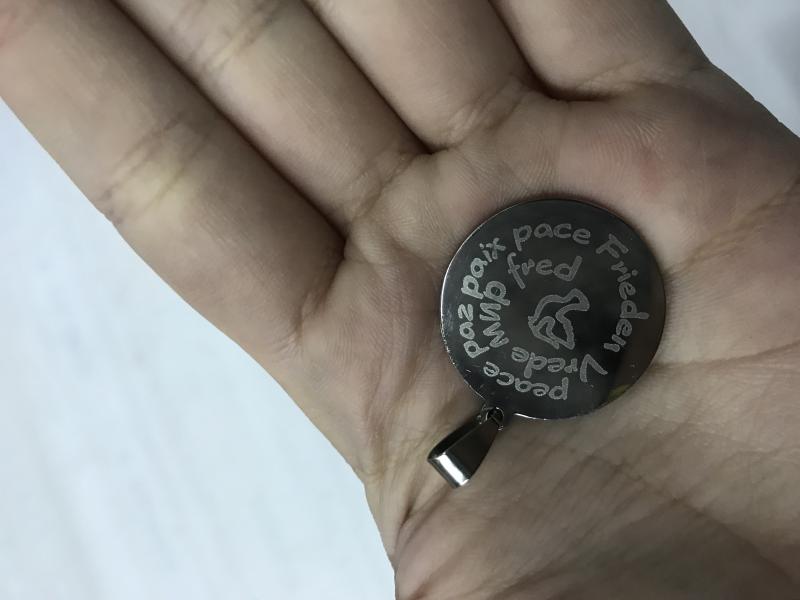 peace paz paix pace Frieden Vrede мир fred